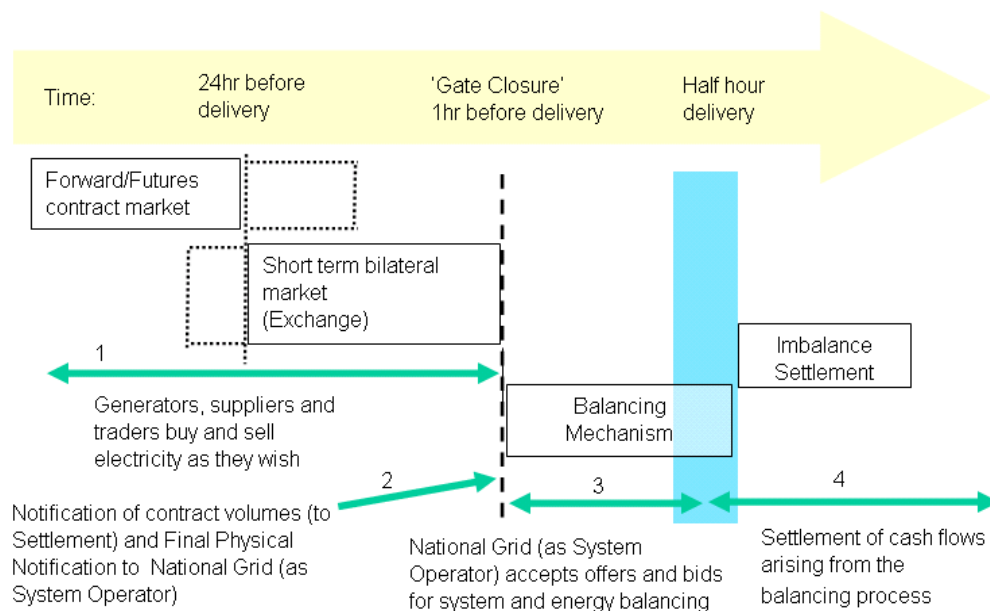 Time:
24hr before
delivery
'Gate Closure'
1hr before delivery
Half hour
delivery
Forward/Futures
contract market
Short term bilateral
market
(Exchange)
Imbalance
Settlement
1
Generators, suppliers and
traders buy and sell
electricity as they wish
Balancing
Mechanism
2
3
4
Notification of contract volumes (to
Settlement) and Final Physical
Notification to National Grid (as
System Operator)
National Grid (as System
Operator) accepts offers and bids
for system and energy balancing
Settlement of cash flows
arising from the
balancing process